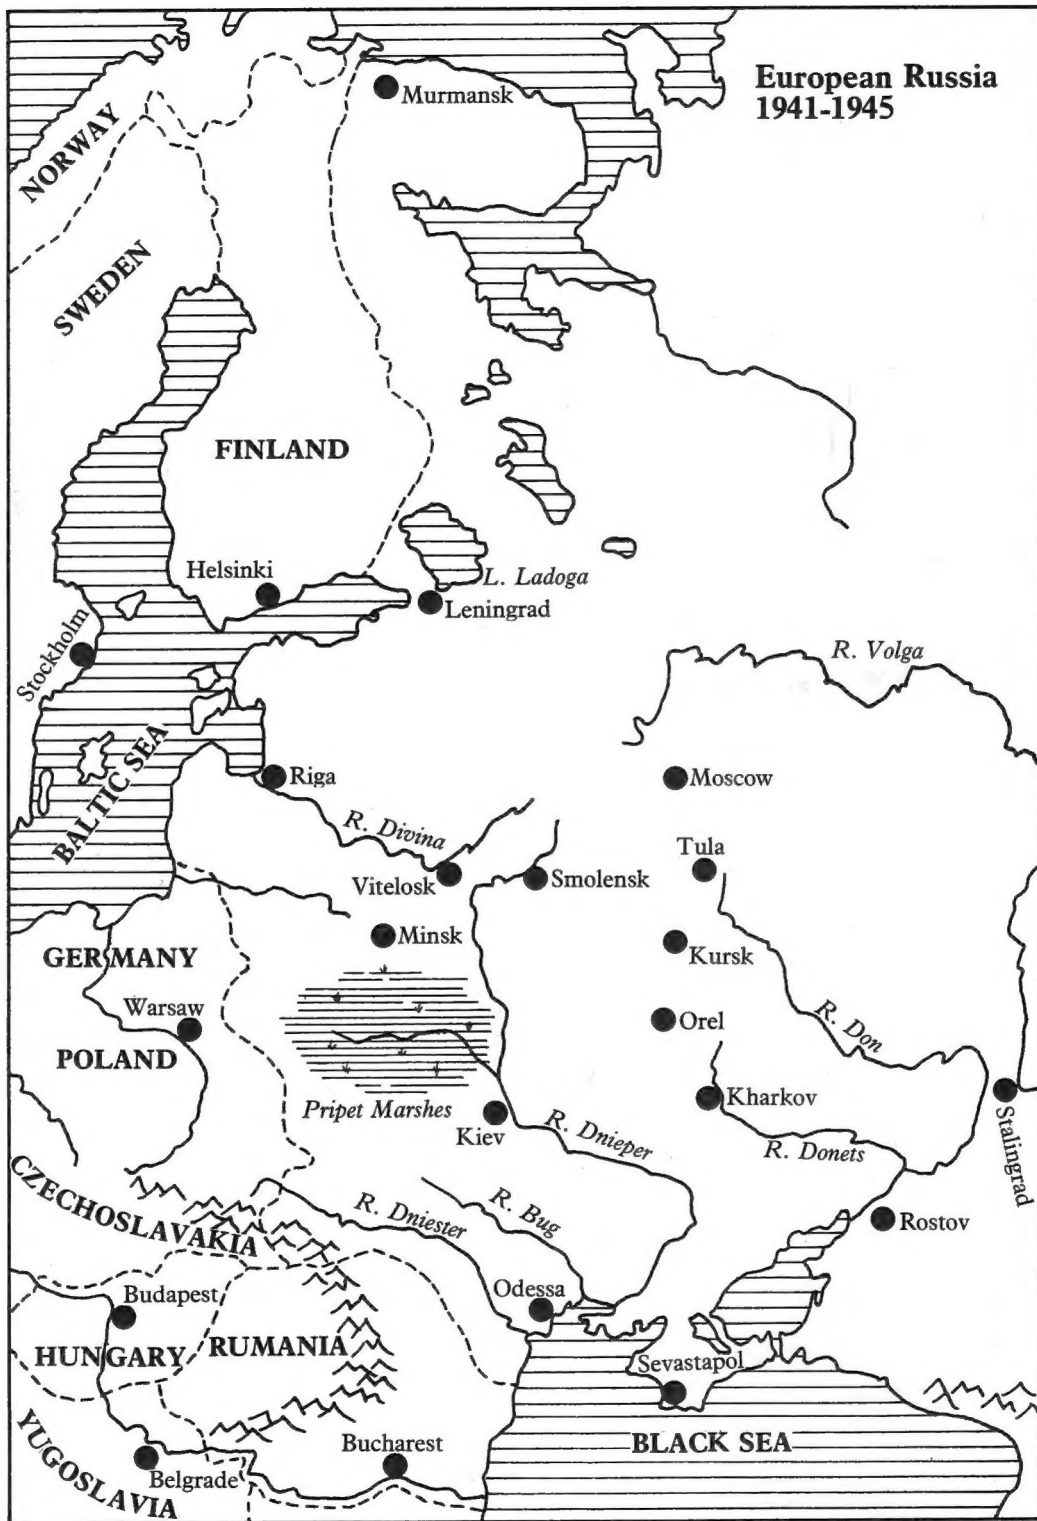 European Russia
1941-1945
Murmansk
NORWAY
SWEDEN
FINLAND
Helsinki
L. Ladoga
Leningrad
Stockholm
R. Volga
BALTIC SEA
Riga
Moscow
R. Divina
Tula
Vitelosk
Smolensk
Minsk
GERMANY
Kursk
Warsaw
Orel
R. Don
POLAND
Pripet Marshes
Kharkov
Stalingrad
Kiev
R. Dnieper
R. Donets
CZECHOSLAVAKIA
R. Dniester
R. Bug
Rostov
Budapest
Odessa
HUNGARY
RUMANIA
Sevastapol
YUGOSLAVIA
Bucharest
BLACK SEA
Belgrade